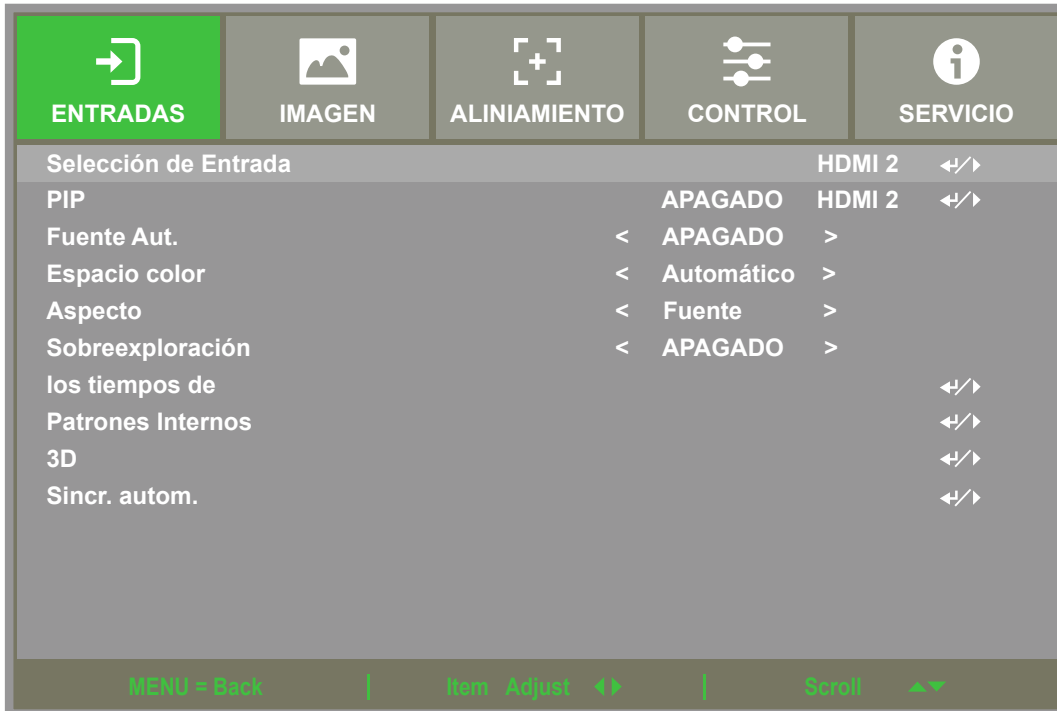 ENTRADAS IMAGEN ALINIAMIENTO CONTROL SERVICIO
Selección de Entrada HDMI 2
PIP APAGADO HDMI 2
Fuente Aut. < APAGADO >
Espacio color < Automático >
Aspecto < Fuente >
Sobreexploración < APAGADO >
los tiempos de
Patrones Internos
3D
Sincr. autom.
MENU = Back | Item Adjust | Scroll